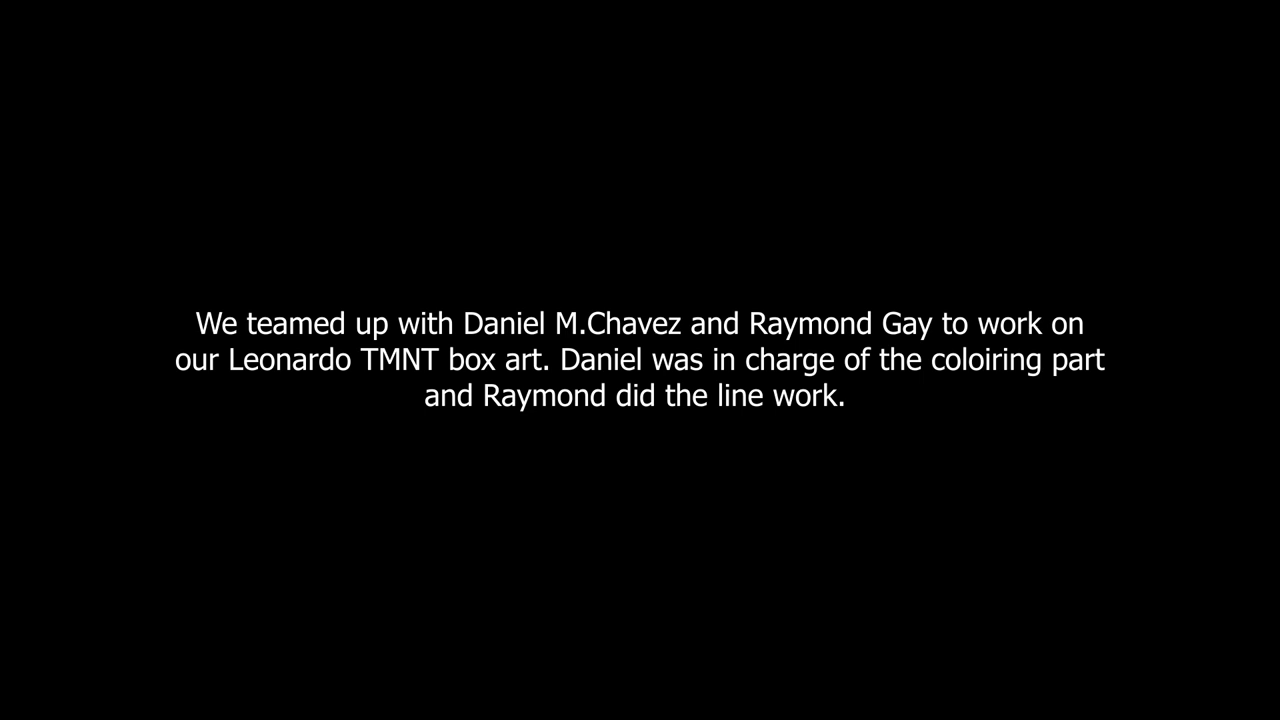 We teamed up with Daniel M.Chavez and Raymond Gay to work on
our Leonardo TMNT box art. Daniel was in charge of the coloiring part
and Raymond did the line work.